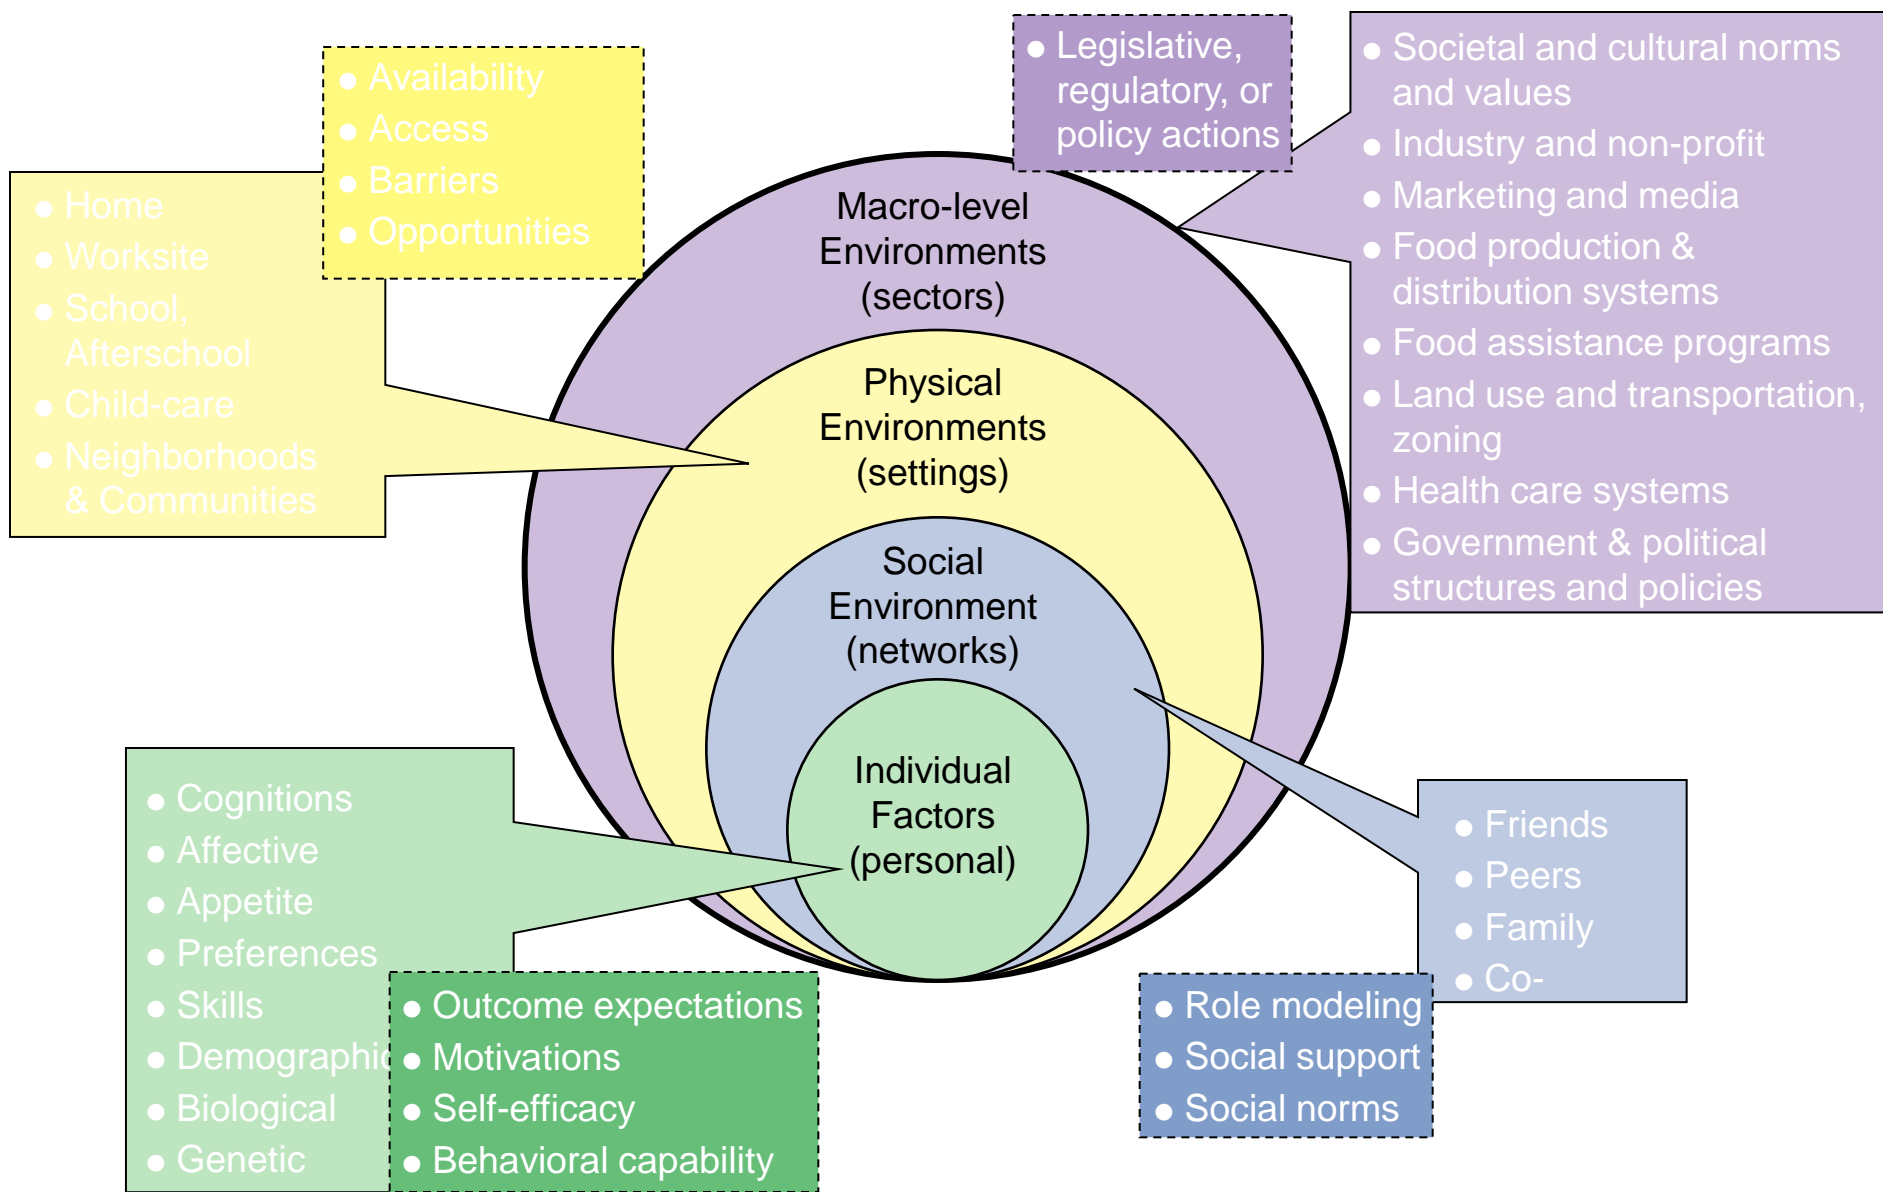 ● Availability
● Access
● Barriers
● Opportunities
● Home
● Worksite
● School,
Afterschool
● Child-care
● Neighborhoods
& Communities
● Legislative,
regulatory, or
policy actions
● Societal and cultural norms
and values
● Industry and non-profit
● Marketing and media
● Food production &
distribution systems
● Food assistance programs
● Land use and transportation,
zoning
● Health care systems
● Government & political
structures and policies
Macro-level
Environments
(sectors)
Physical
Environments
(settings)
Social
Environment
(networks)
Individual
Factors
(personal)
● Cognitions
● Affective
● Appetite
● Preferences
● Skills
● Demographic
● Biological
● Genetic
● Outcome expectations
● Motivations
● Self-efficacy
● Behavioral capability
● Friends
● Peers
● Family
● Co-
● Role modeling
● Social support
● Social norms